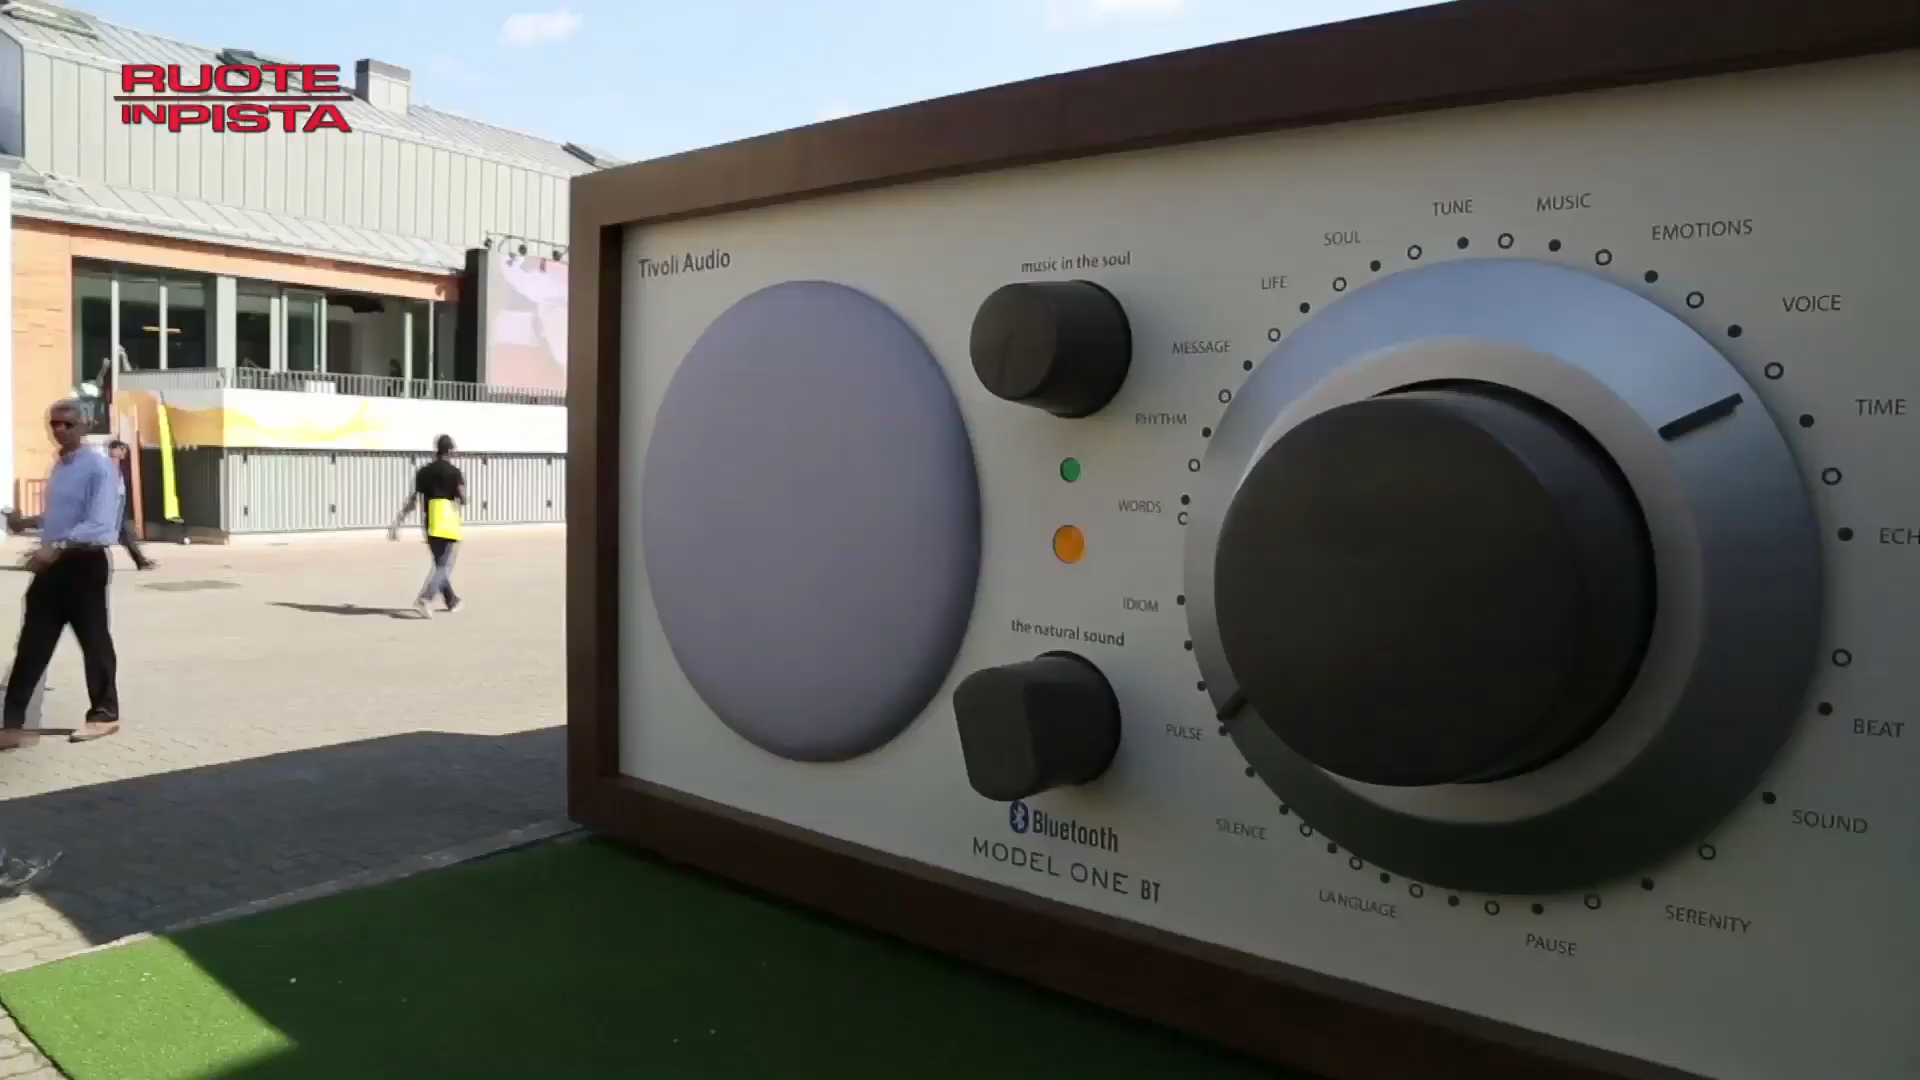 RUOTE
IN PISTA
Tivoli Audio
music in the soul
the natural sound
Bluetooth
MODEL ONE BT
TUNE
MUSIC
SOUL
EMOTIONS
LIFE
VOICE
MESSAGE
TIME
RHYTHM
WORDS
ECH
IDIOM
PULSE
BEAT
SILENCE
SOUND
LANGUAGE
SERENITY
PAUSE